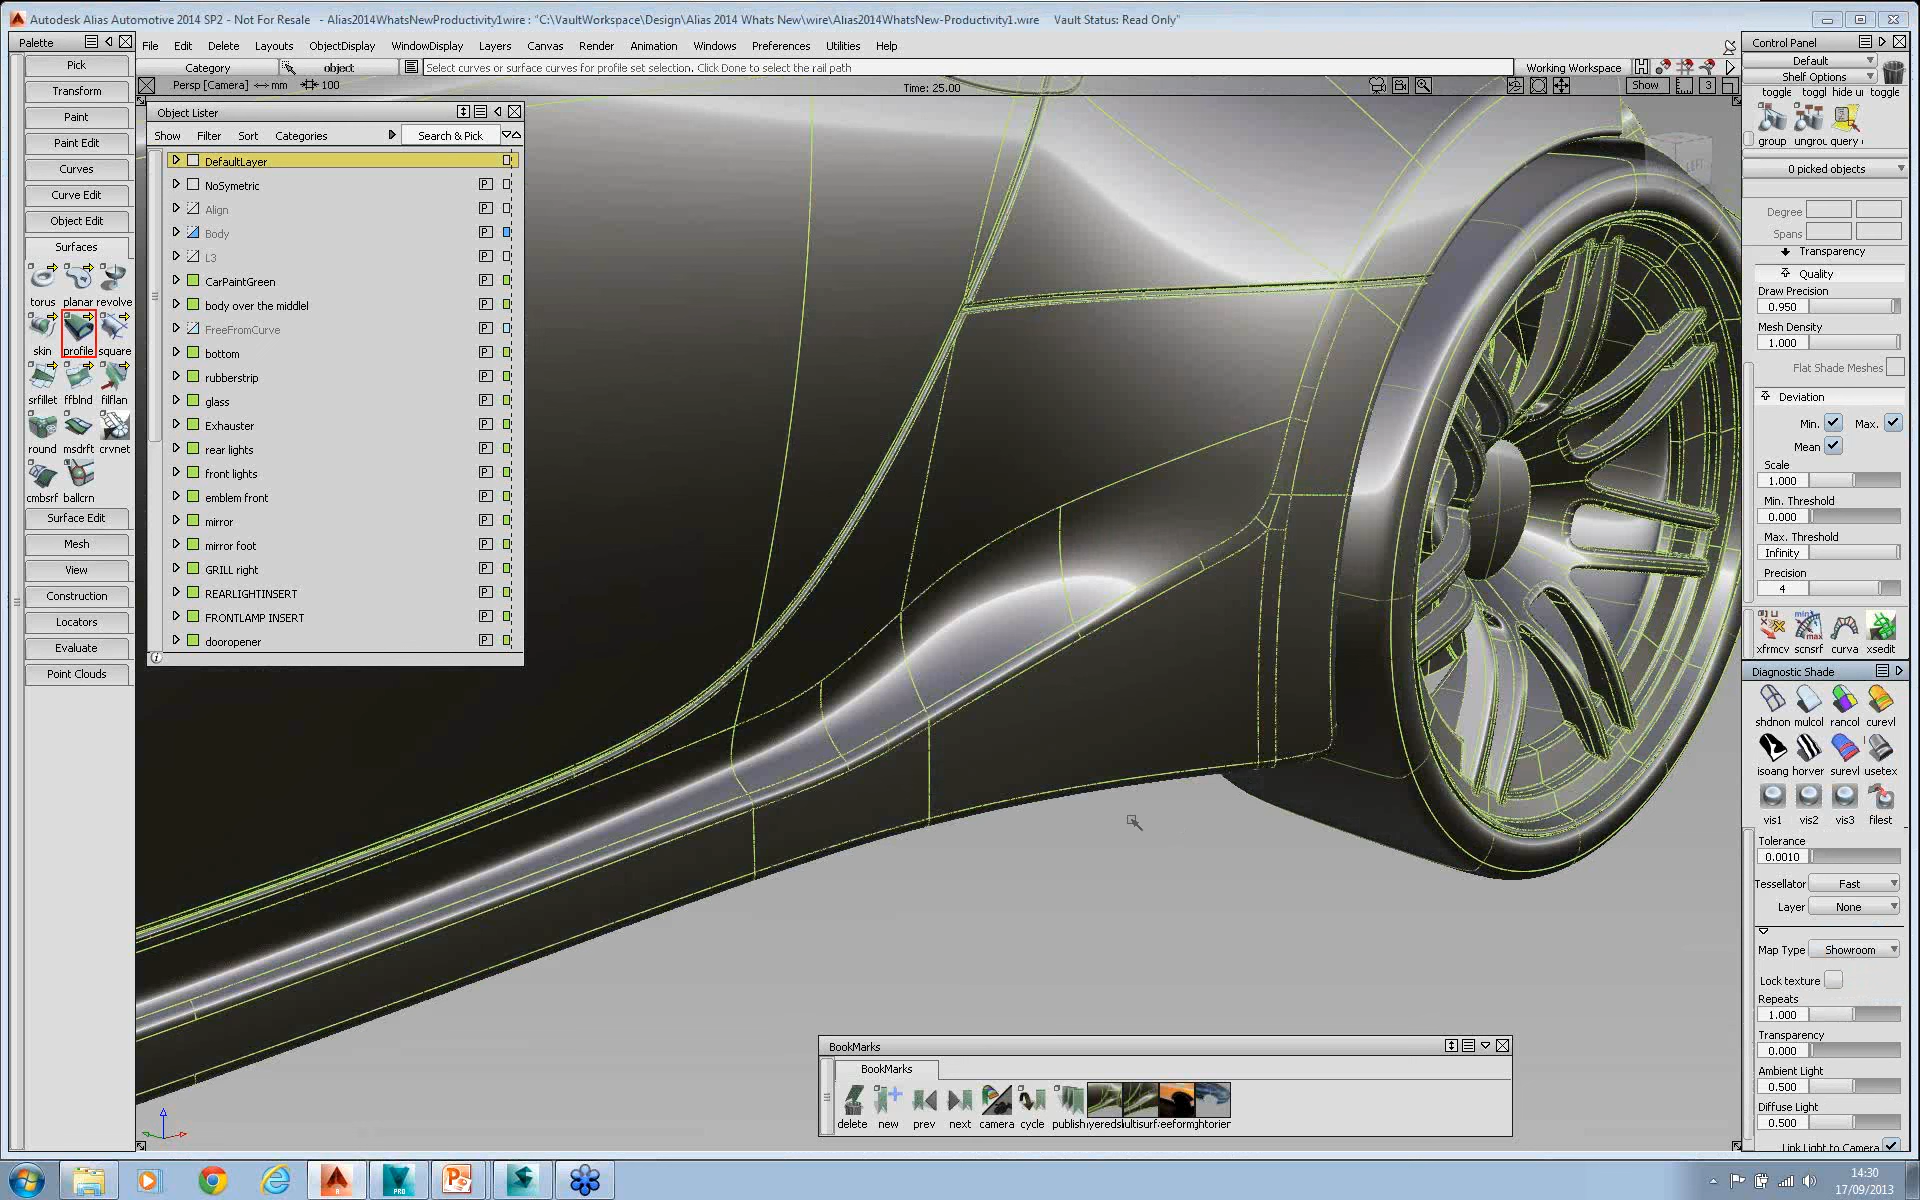 Autodesk Alias Automotive 2014 SP2 - Not For Resale - Alias2014WhatsNewProductivity1wire : "C:\VaultWorkspace\Design\Alias 2014 Whats New\wire\Alias2014WhatsNew-Productivity1.wire Vault Status: Read Only"
Palette
File Edit Delete Layouts ObjectDisplay WindowDisplay Layers Canvas Render Animation Windows Preferences Utilities Help
Category object Select curves or surface curves for profile set selection. Click Done to select the rail path Working Workspace
Persp [Camera] mm 100 Time: 25.00 Show 3
Pick
Transform
Paint
Paint Edit
Curves
Curve Edit
Object Edit
Surfaces
torus planar revolve
skin profile square
srfillet ffblnd filflan
round msdrft crvnet
cmbsrf ballcrn
Surface Edit
Mesh
View
Construction
Locators
Evaluate
Point Clouds
Object Lister
Show Filter Sort Categories Search & Pick
DefaultLayer
NoSymetric P
Align P
Body P
L3 P
CarPaintGreen P
body over the middlel P
FreeFromCurve P
bottom P
rubberstrip P
glass P
Exhauster P
rear lights P
front lights P
emblem front P
mirror P
mirror foot P
GRILL right P
REARLIGHTINSERT P
FRONTLAMP INSERT P
dooropener P
LEFT
Control Panel
Default
Shelf Options
toggle toggl hide u toggle
group ungrou query
0 picked objects
Degree
Spans
Transparency
Quality
Draw Precision
0.950
Mesh Density
1.000
Flat Shade Meshes
Deviation
Min. Max.
Mean
Scale
1.000
Min. Threshold
0.000
Max. Threshold
Infinity
Precision
4
xfrmcv scnsrf curva xsedit
Diagnostic Shade
shdnon mulcol rancol curevl
isoang horver surevl usetex
vis1 vis2 vis3 filest
Tolerance
0.0010
Tessellator Fast
Layer None
Map Type Showroom
Lock texture
Repeats
1.000
Transparency
0.000
Ambient Light
0.500
Diffuse Light
0.500
Link Light to Camera
BookMarks
BookMarks
delete new prev next camera cycle publish
14:30
17/09/2013